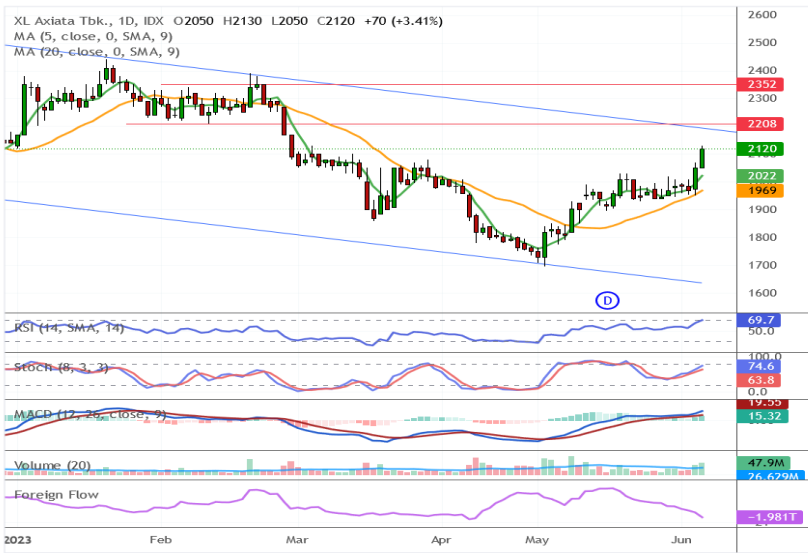 XL Axiata Tbk., 1D, IDX O2050 H2130 L2050 C2120 +70 (+3.41%)
MA (5, close, 0, SMA, 9)
MA (20, close, 0, SMA, 9)
2600
2500
2400
2352
2300
2208
2120
2022
1969
1900
1800
1700
1600
D
RSI (14, SMA, 14)
69.7
50.0
Stoch (8, 3, 3)
100.0
74.6
63.8
0.0
MACD (12, 26, close, 9)
19.55
15.32
Volume (20)
47.9M
26.629M
Foreign Flow
−1.981T
2023 Feb Mar Apr May Jun